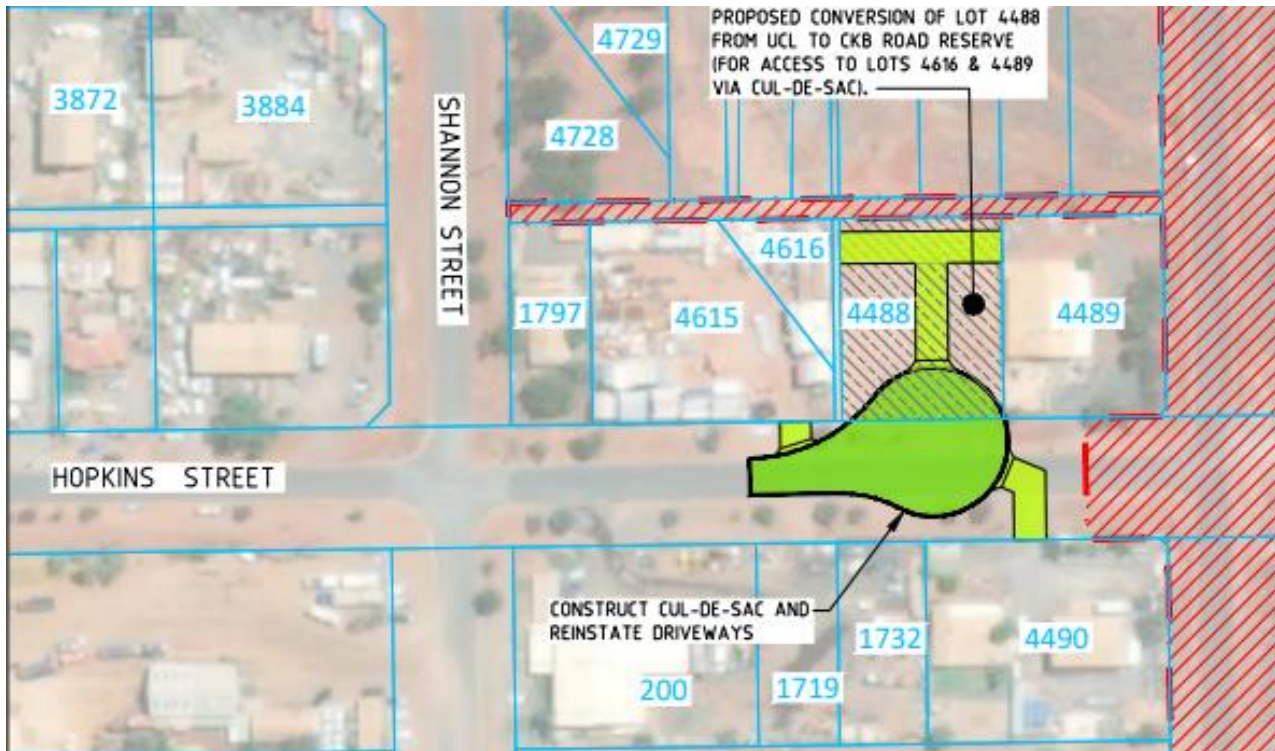 PROPOSED CONVERSION OF LOT 4488
FROM UCL TO CKB ROAD RESERVE
(FOR ACCESS TO LOTS 4616 & 4489
VIA CUL-DE-SAC).
4729
3872
3884
SHANNON STREET
4728
4616
1797
4615
4488
4489
HOPKINS STREET
CONSTRUCT CUL-DE-SAC AND
REINSTATE DRIVEWAYS
1732
4490
200
1719